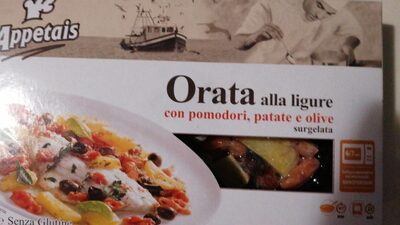 Appetais
Orata alla ligure
con pomodori, patate e olive
surgelata
e Senza Glutine